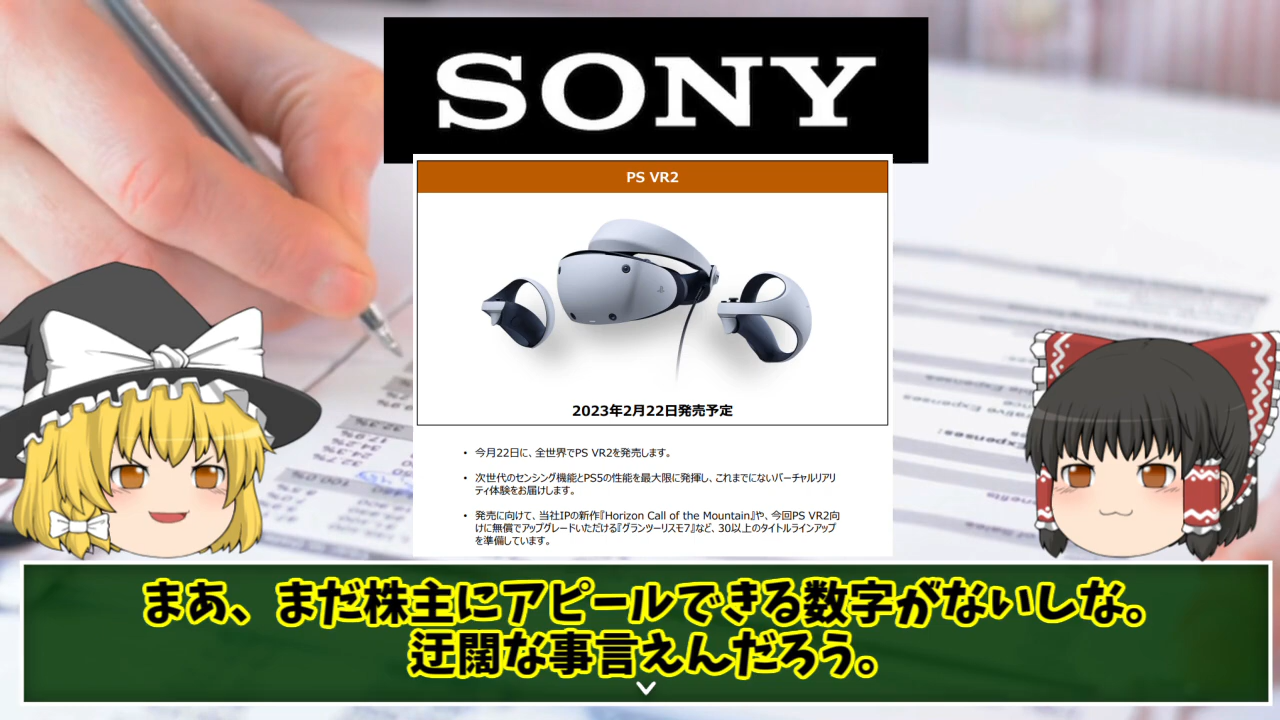 SONY
PS VR2
2023年2月22日発売予定
• 今月22日に、全世界でPS VR2を発売します。
• 次世代のセンシング機能とPS5の性能を最大限に発揮し、これまでにないバーチャルリアリ
ティ体験をお届けします。
• 発売に向けて、当社IPの新作『Horizon Call of the Mountain』や、今回PS VR2向
けに無償でアップグレードいただける『グランツーリスモ7』など、30以上のタイトルラインアップ
を準備しています。
まあ、まだ株主にアピールできる数字がないしな。
迂闊な事言えんだろう。